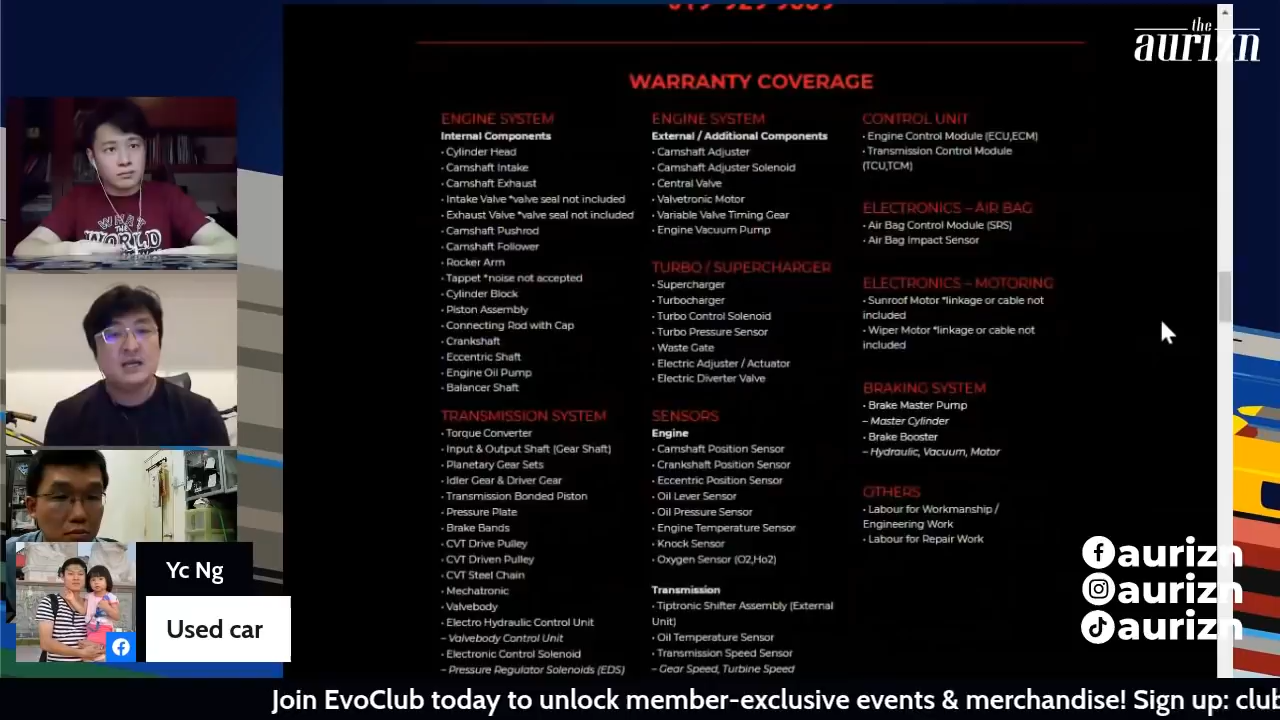 the
aurizn
WARRANTY COVERAGE
ENGINE SYSTEM
Internal Components
• Cylinder Head
• Camshaft Intake
• Camshaft Exhaust
• Intake Valve *valve seal not included
• Exhaust Valve *valve seal not included
• Camshaft Pushrod
• Camshaft Follower
• Rocker Arm
• Tappet *noise not accepted
• Cylinder Block
• Piston Assembly
• Connecting Rod with Cap
• Crankshaft
• Eccentric Shaft
• Engine Oil Pump
• Balancer Shaft
TRANSMISSION SYSTEM
• Torque Converter
• Input & Output Shaft (Gear Shaft)
• Planetary Gear Sets
• Idler Gear & Driver Gear
• Transmission Bonded Piston
• Pressure Plate
• Brake Bands
• CVT Drive Pulley
• CVT Driven Pulley
• CVT Steel Chain
• Mechatronic
• Valvebody
• Electro Hydraulic Control Unit
– Valvebody Control Unit
• Electronic Control Solenoid
– Pressure Regulator Solenoids (EDS)
ENGINE SYSTEM
External / Additional Components
• Camshaft Adjuster
• Camshaft Adjuster Solenoid
• Central Valve
• Valvetronic Motor
• Variable Valve Timing Gear
• Engine Vacuum Pump
TURBO / SUPERCHARGER
• Supercharger
• Turbocharger
• Turbo Control Solenoid
• Turbo Pressure Sensor
• Waste Gate
• Electric Adjuster / Actuator
• Electric Diverter Valve
SENSORS
Engine
• Camshaft Position Sensor
• Crankshaft Position Sensor
• Eccentric Position Sensor
• Oil Lever Sensor
• Oil Pressure Sensor
• Engine Temperature Sensor
• Knock Sensor
• Oxygen Sensor (O2,Ho2)
Transmission
• Tiptronic Shifter Assembly (External
Unit)
• Oil Temperature Sensor
• Transmission Speed Sensor
– Gear Speed, Turbine Speed
CONTROL UNIT
• Engine Control Module (ECU,ECM)
• Transmission Control Module
(TCU,TCM)
ELECTRONICS – AIR BAG
• Air Bag Control Module (SRS)
• Air Bag Impact Sensor
ELECTRONICS – MOTORING
• Sunroof Motor *linkage or cable not
included
• Wiper Motor *linkage or cable not
included
BRAKING SYSTEM
• Brake Master Pump
– Master Cylinder
• Brake Booster
– Hydraulic, Vacuum, Motor
OTHERS
• Labour for Workmanship /
Engineering Work
• Labour for Repair Work
WHAT
THE
WORLD
Yc Ng
Used car
aurizn
aurizn
aurizn
Join EvoClub today to unlock member-exclusive events & merchandise! Sign up: club